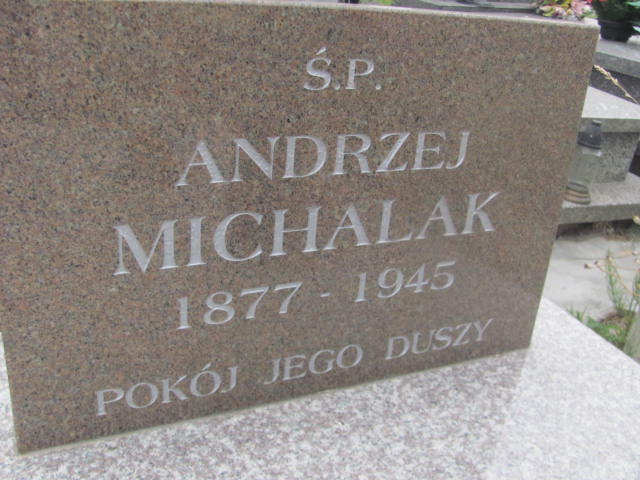 Ś.P.
ANDRZEJ
MICHALAK
1877 - 1945
POKÓJ JEGO DUSZY